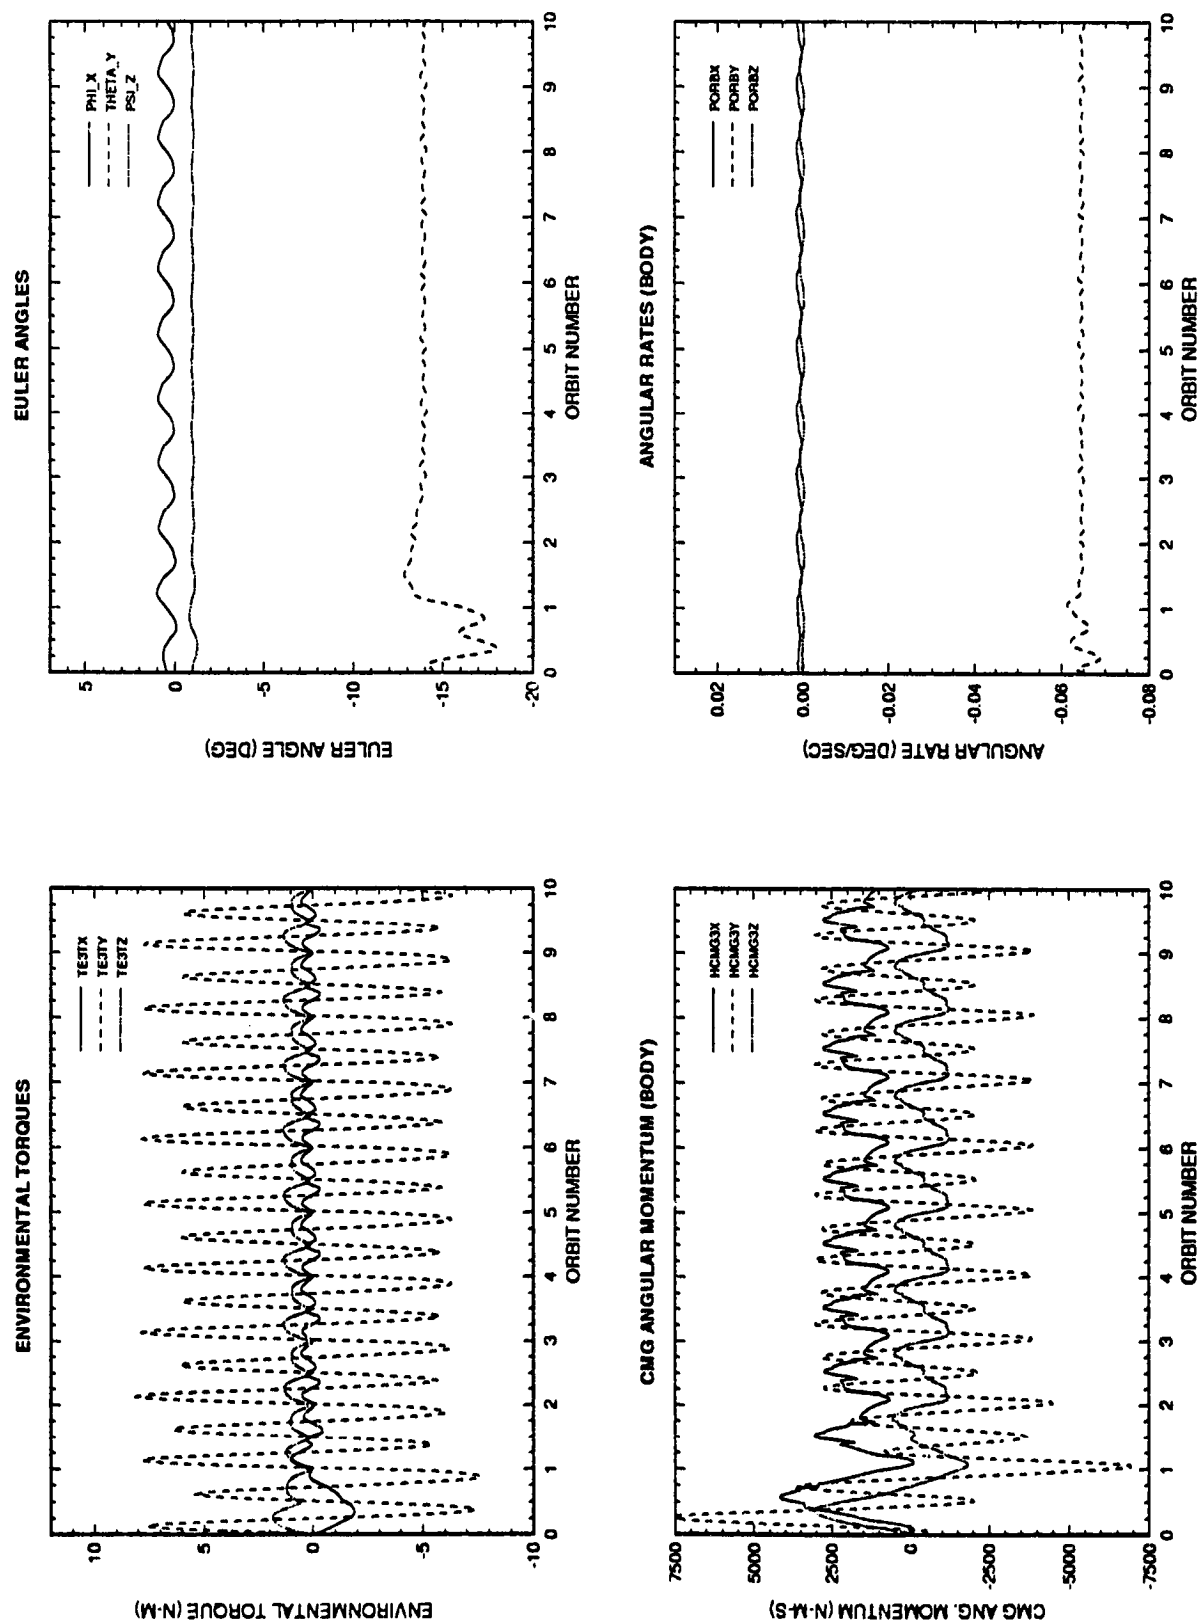 ENVIRONMENTAL TORQUES
TE3TX
TE3TY
TE3TZ
ENVIRONMENTAL TORQUE (N-M)
10
5
0
-5
-10
0 1 2 3 4 5 6 7 8 9 10
ORBIT NUMBER
EULER ANGLES
PHI_X
THETA_Y
PSI_Z
EULER ANGLE (DEG)
5
0
-5
-10
-15
-20
0 1 2 3 4 5 6 7 8 9 10
ORBIT NUMBER
CMG ANGULAR MOMENTUM (BODY)
HCMG3X
HCMG3Y
HCMG3Z
CMG ANG. MOMENTUM (N-M-S)
7500
5000
2500
0
-2500
-5000
-7500
0 1 2 3 4 5 6 7 8 9 10
ORBIT NUMBER
ANGULAR RATES (BODY)
PORBX
PORBY
PORBZ
ANGULAR RATE (DEG/SEC)
0.02
0.00
-0.02
-0.04
-0.06
-0.08
0 1 2 3 4 5 6 7 8 9 10
ORBIT NUMBER